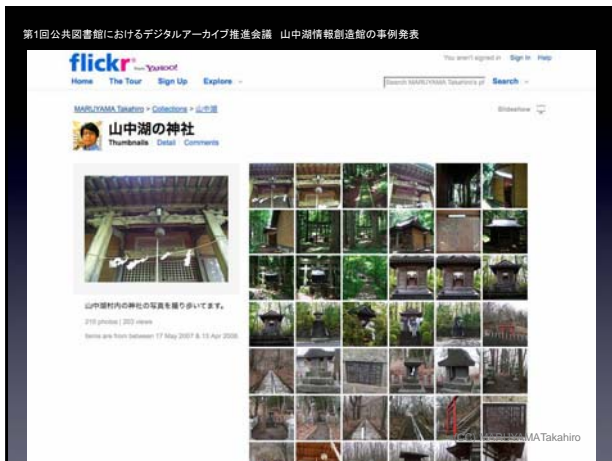 第1回公共図書館におけるデジタルアーカイブ推進会議　山中湖情報創造館の事例発表
flickr from YAHOO!
You aren't signed in Sign In Help
Home The Tour Sign Up Explore
Search MARUYAMA Takahiro's ph Search
MARUYAMA Takahiro > Collections > 山中湖
Slideshow
山中湖の神社
Thumbnails Detail Comments
山中湖村内の神社の写真を撮り歩いてます。
210 photos | 203 views
items are from between 17 May 2007 & 13 Apr 2008.
MARUYAMATakahiro